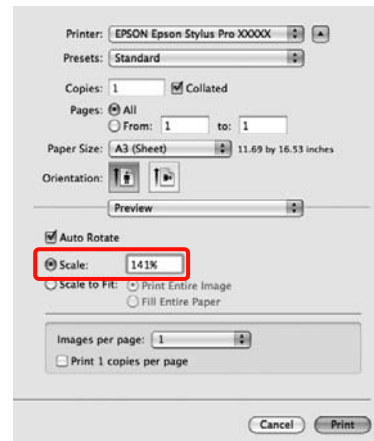 Printer: EPSON Epson Stylus Pro XXXXX
Presets: Standard
Copies: 1 Collated
Pages: All
From: 1 to: 1
Paper Size: A3 (Sheet) 11.69 by 16.53 inches
Orientation:
Preview
Auto Rotate
Scale: 141%
Scale to Fit: Print Entire Image
Fill Entire Paper
Images per page: 1
Print 1 copies per page
Cancel Print